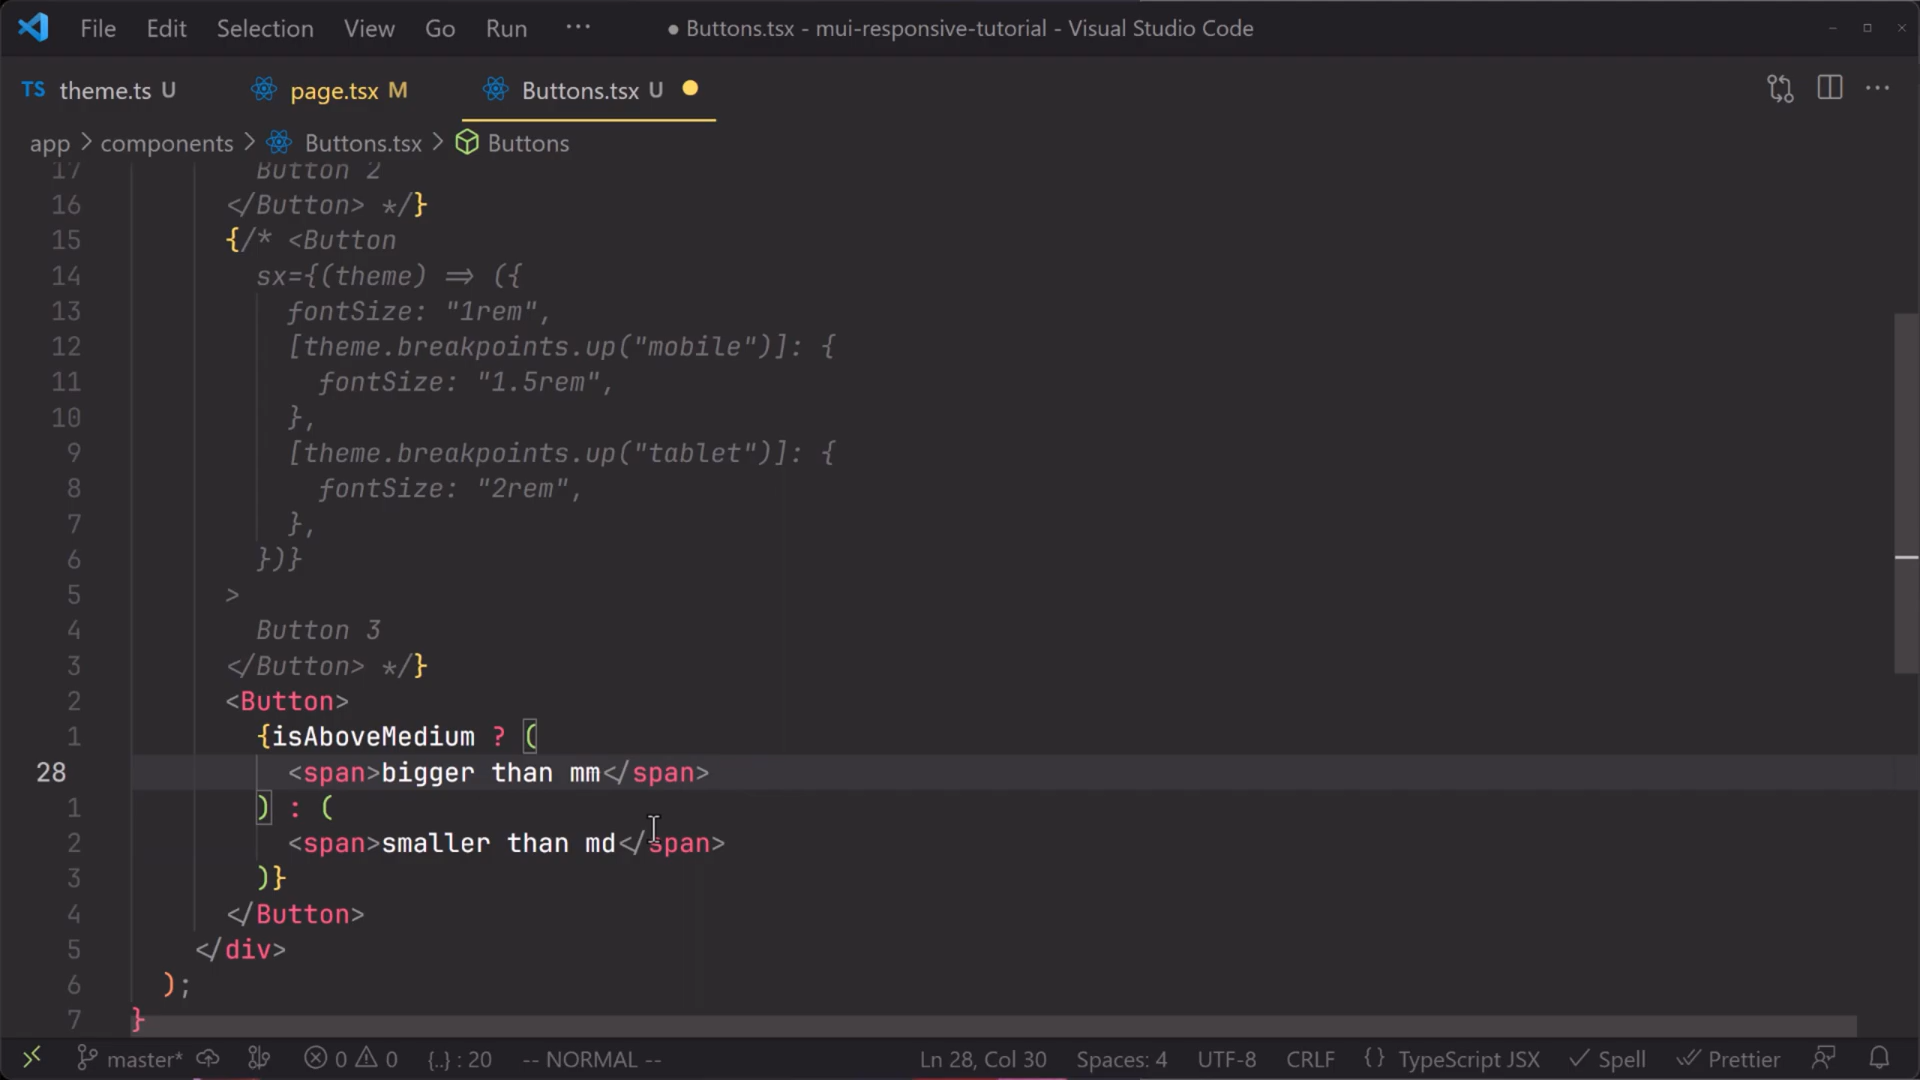 File Edit Selection View Go Run ··· ● Buttons.tsx - mui-responsive-tutorial - Visual Studio Code
TS theme.ts U page.tsx M Buttons.tsx U
app > components > Buttons.tsx > Buttons
17 Button 2
16 </Button> */}
15 {/* <Button
14 sx={(theme) => ({
13 fontSize: "1rem",
12 [theme.breakpoints.up("mobile")]: {
11 fontSize: "1.5rem",
10 },
9 [theme.breakpoints.up("tablet")]: {
8 fontSize: "2rem",
7 },
6 })}
5 >
4 Button 3
3 </Button> */}
2 <Button>
1 {isAboveMedium ? (
28 <span>bigger than mm</span>
1 ) : (
2 <span>smaller than md</span>
3 )}
4 </Button>
5 </div>
6 );
7 }
master* 0 0 {..} : 20 -- NORMAL -- Ln 28, Col 30 Spaces: 4 UTF-8 CRLF {} TypeScript JSX Spell Prettier